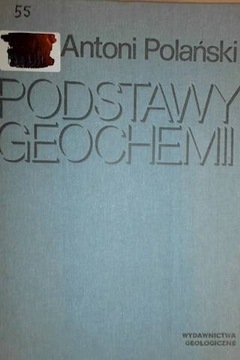 55
Antoni Polański
PODSTAWY
GEOCHEMII
WYDAWNICTWA
GEOLOGICZNE